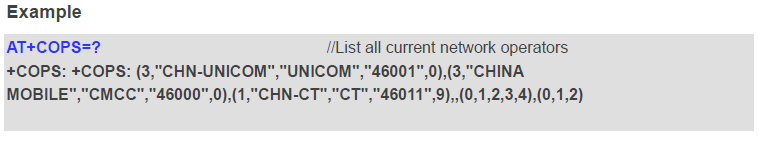 Example
AT+COPS=? //List all current network operators
+COPS: +COPS: (3,"CHN-UNICOM","UNICOM","46001",0),(3,"CHINA
MOBILE","CMCC","46000",0),(1,"CHN-CT","CT","46011",9),,(0,1,2,3,4),(0,1,2)